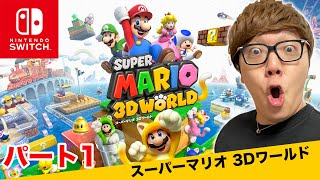 NINTENDO
SWITCH™
SUPER
MARIO
3D WORLD
スーパーマリオ 3Dワールド
パート1
スーパーマリオ 3Dワールド